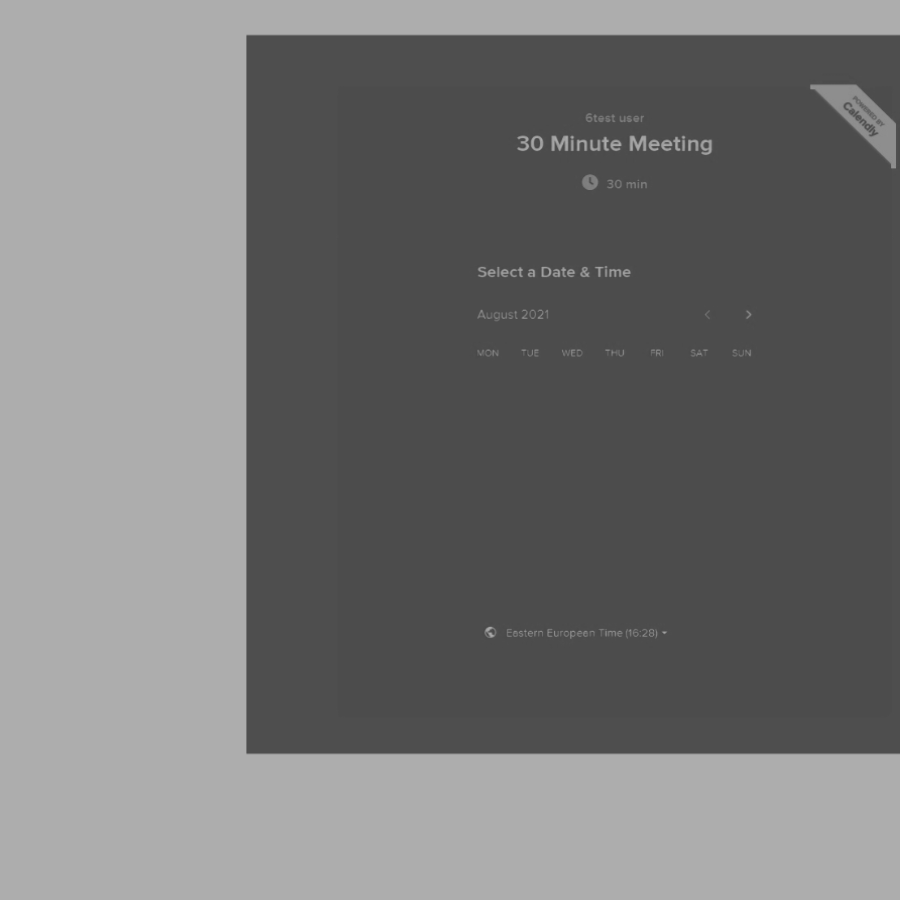 POWERED BY
Calendly
6test user
30 Minute Meeting
30 min
Select a Date & Time
August 2021
MON TUE WED THU FRI SAT SUN
Eastern European Time (16:28)